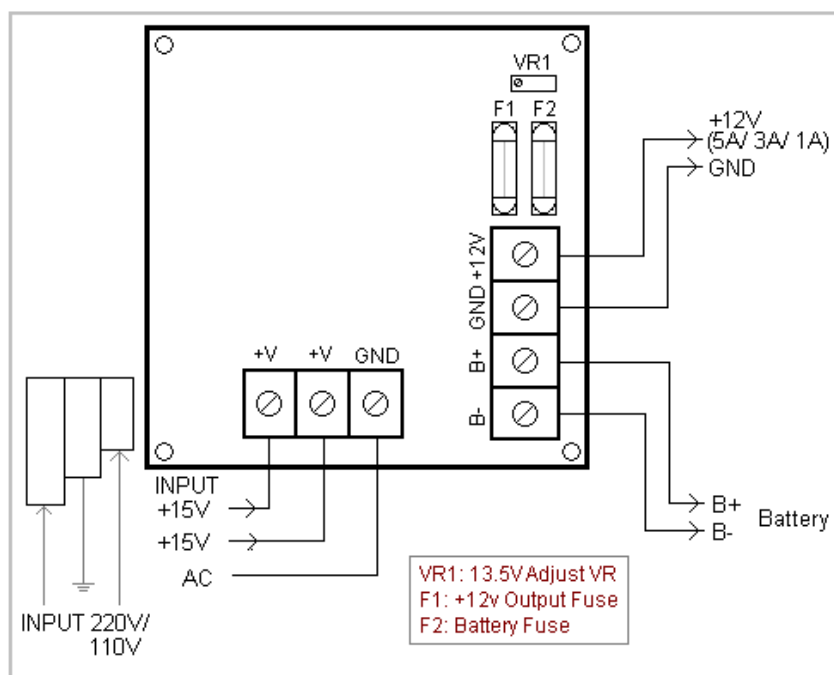 VR1
F1 F2
+12V
(5A/ 3A/ 1A)
GND
+12V
GND
B+
B-
+V +V GND
INPUT
+15V
+15V
AC
B+
B-
Battery
INPUT 220V/
110V
VR1: 13.5V Adjust VR
F1: +12v Output Fuse
F2: Battery Fuse